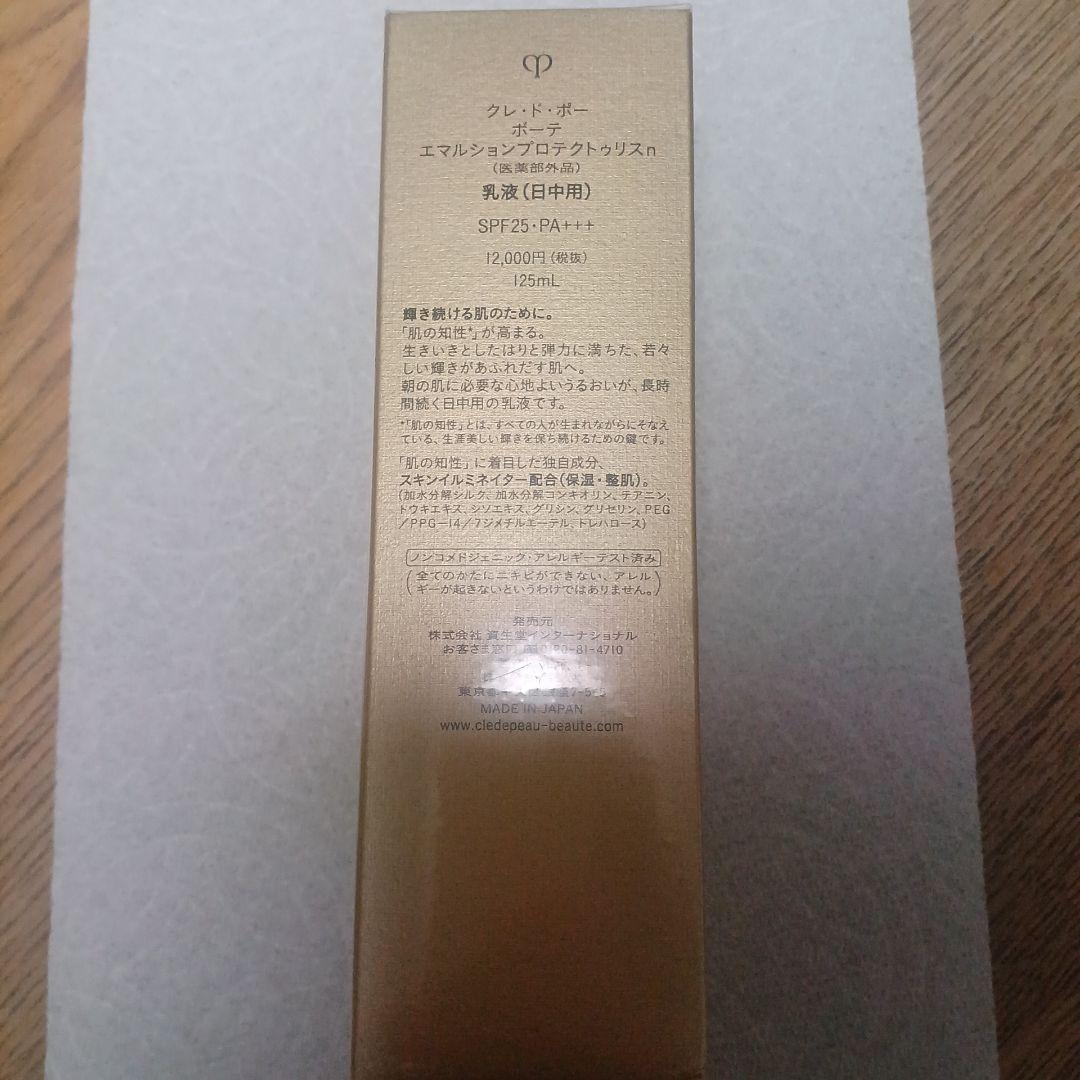 クレ・ド・ポー
ボーテ
エマルションプロテクトゥリスn
(医薬部外品)
乳液(日中用)
SPF25・PA+++
12,000円(税抜)
125mL
輝き続ける肌のために。
「肌の知性*」が高まる。
生きいきとしたはりと弾力に満ちた、若々
しい輝きがあふれだす肌へ。
朝の肌に必要な心地よいうるおいが、長時
間続く日中用の乳液です。
*「肌の知性」とは、すべての人が生まれながらにそなえ
ている、生涯美しい輝きを保ち続けるための鍵です。
「肌の知性」に着目した独自成分、
スキンイルミネイター配合(保湿・整肌)。
(加水分解シルク、加水分解コンキオリン、テアニン、
トウキエキス、シソエキス、グリシン、グリセリン、PEG
/PPG-14/7ジメチルエーテル、トレハロース)
ノンコメドジェニック・アレルギーテスト済み
(全てのかたにニキビができない、アレル
ギーが起きないというわけではありません。)
発売元
株式会社 資生堂インターナショナル
お客さま窓口 0120-81-4710
東京都
MADE IN JAPAN
www.cledepeau-beaute.com